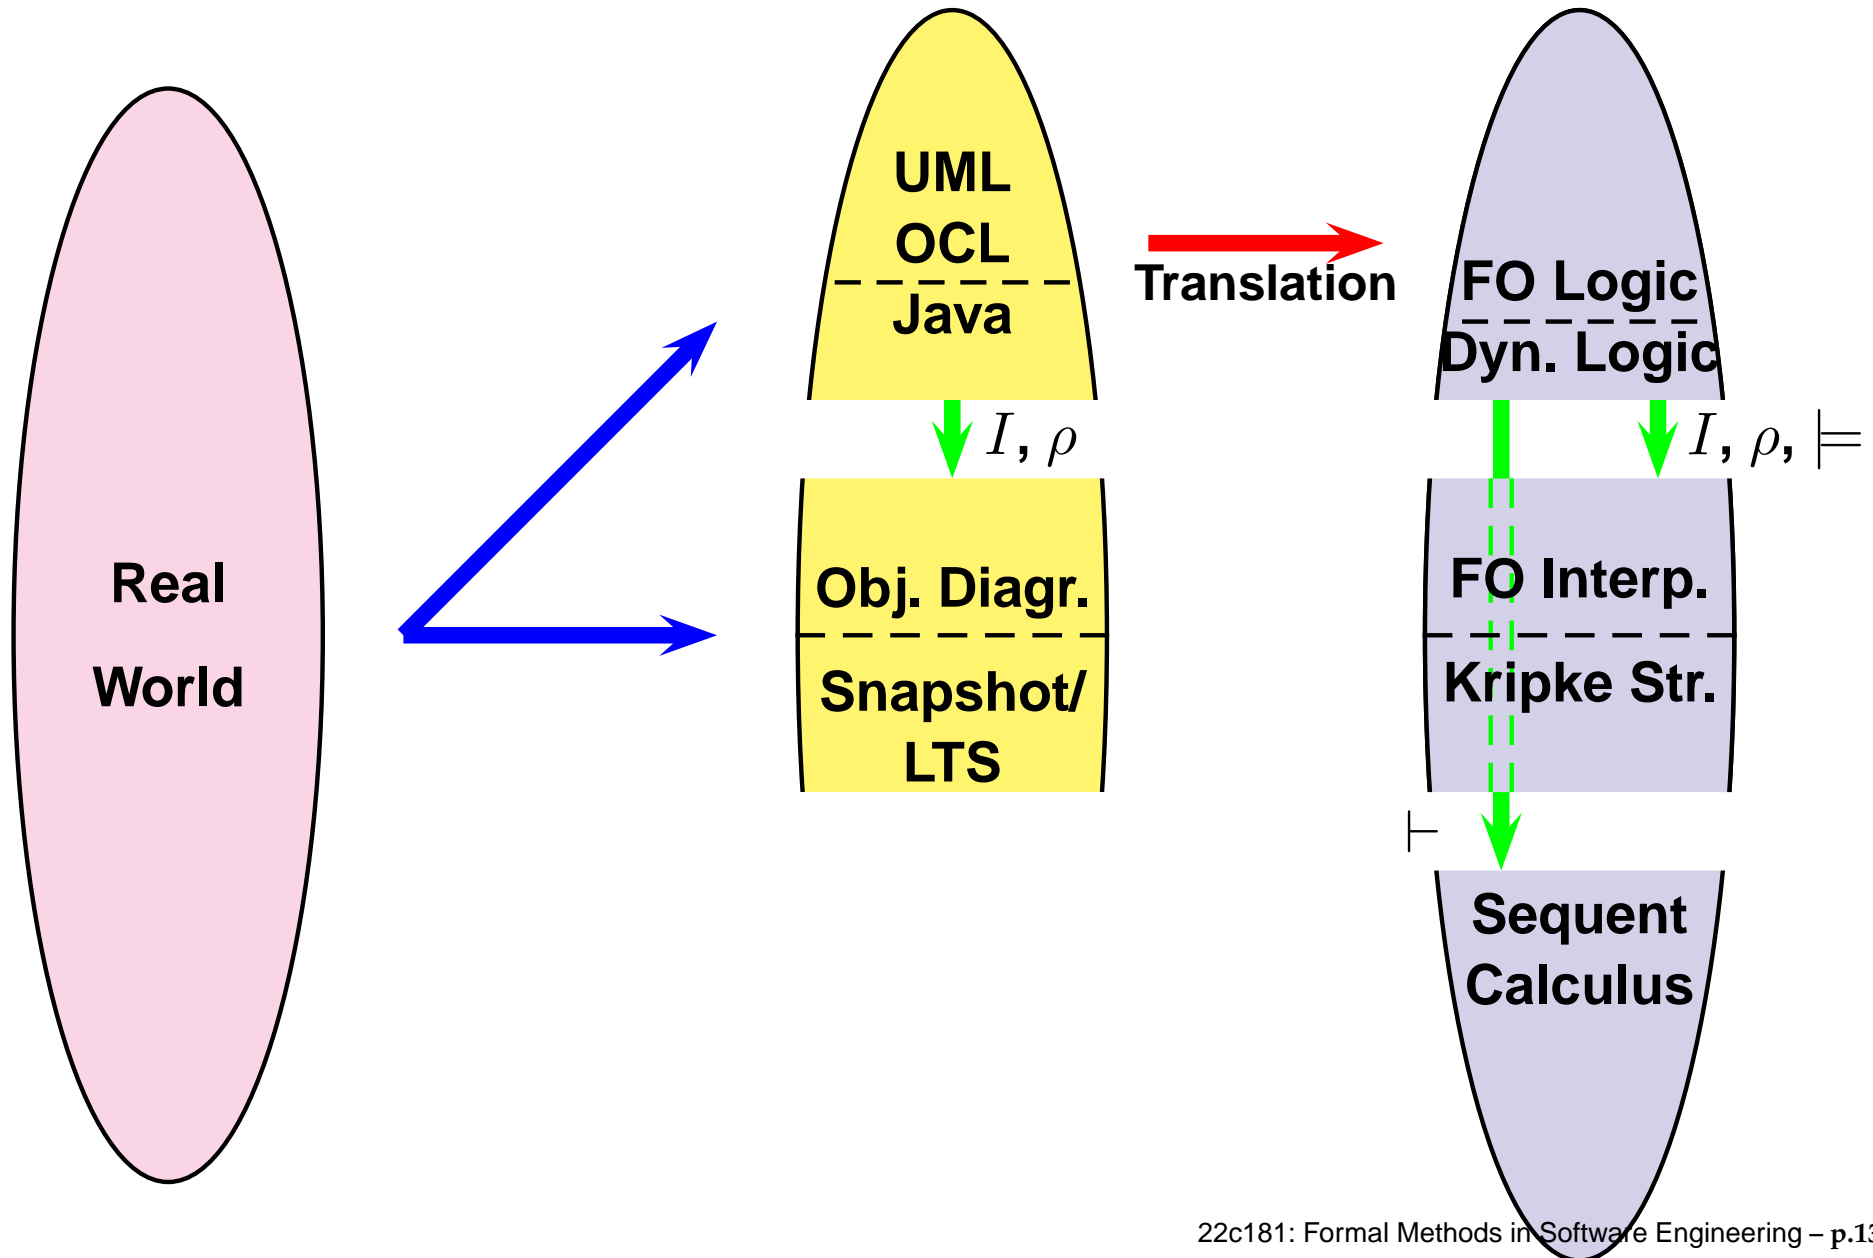 Real
World
UML
OCL
Java
I, ρ
Obj. Diagr.
Snapshot/
LTS
Translation
FO Logic
Dyn. Logic
I, ρ, ⊨
FO Interp.
Kripke Str.
⊢
Sequent
Calculus
22c181: Formal Methods in Software Engineering – p.13